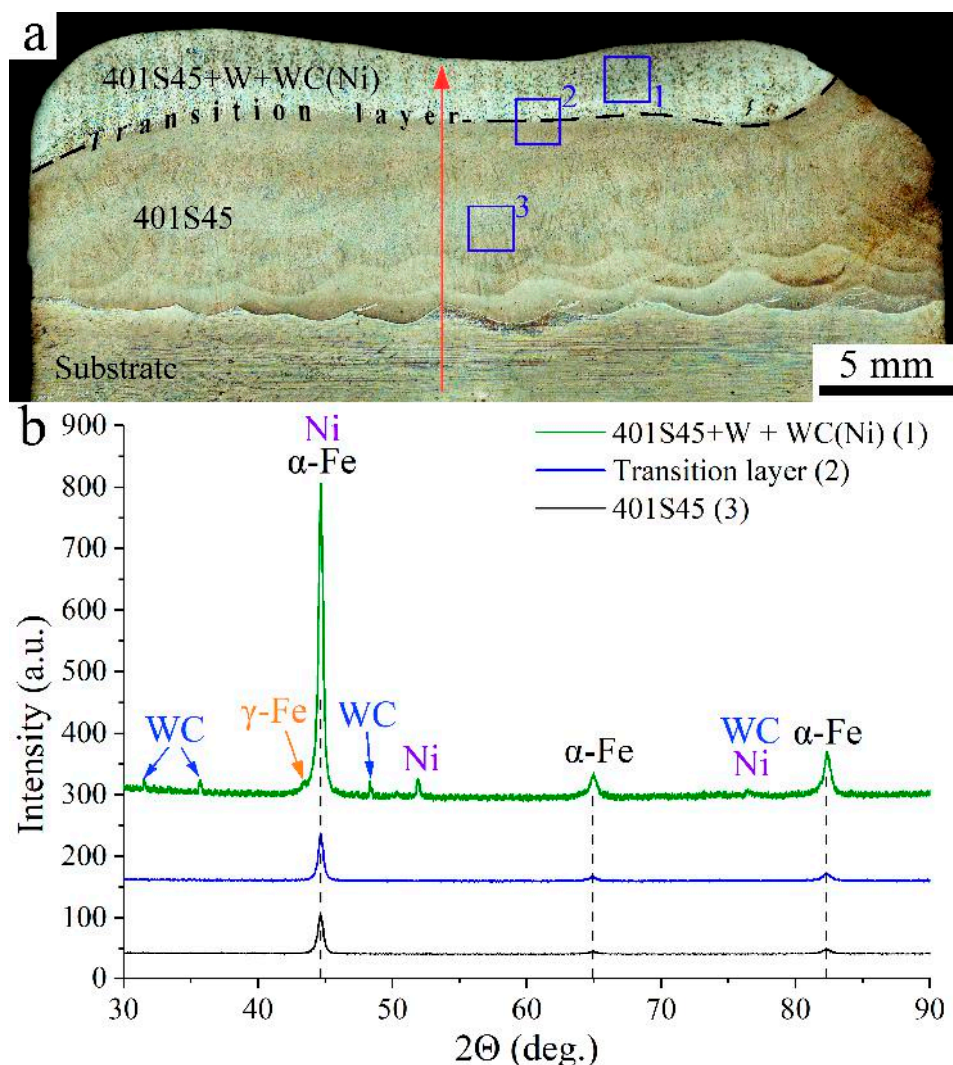 a
401S45+W+WC(Ni)
Transition layer
2
1
401S45
3
Substrate
5 mm
b
900
800
700
600
500
400
300
200
100
0
Intensity (a.u.)
Ni
α-Fe
401S45+W + WC(Ni) (1)
Transition layer (2)
401S45 (3)
WC
γ-Fe
WC
Ni
α-Fe
WC
Ni
α-Fe
30 40 50 60 70 80 90
2Θ (deg.)